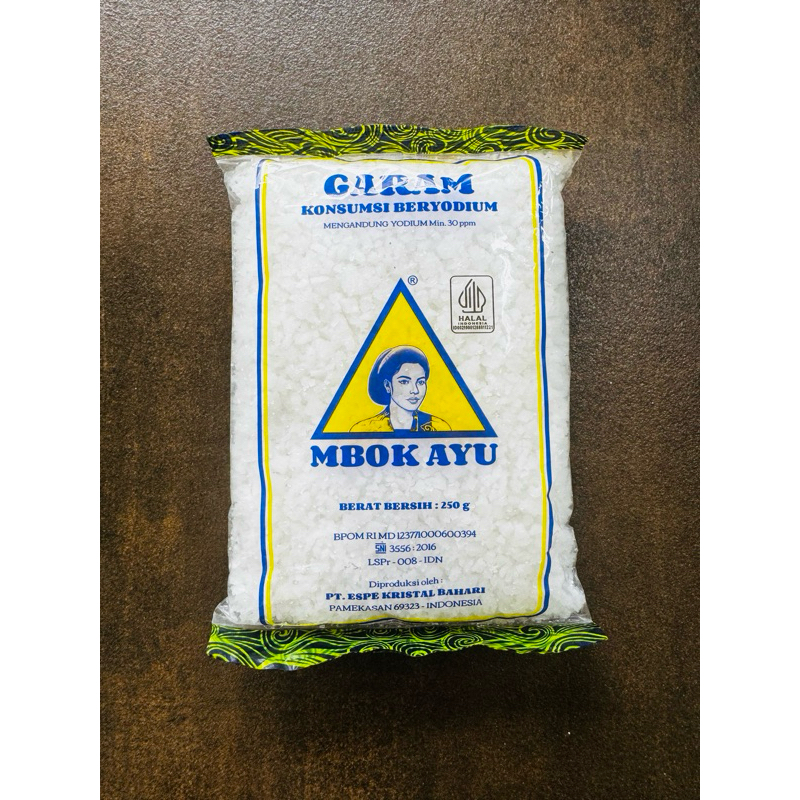 GARAM
KONSUMSI BERYODIUM
MENGANDUNG YODIUM Min. 30 ppm
®
HALAL
INDONESIA
MBOK AYU
BERAT BERSIH : 250 g
BPOM RI MD 123771000600394
SNI 3556 : 2016
LSPr - 008 - IDN
Diproduksi oleh :
PT. ESPE KRISTAL BAHARI
PAMEKASAN 69323 - INDONESIA